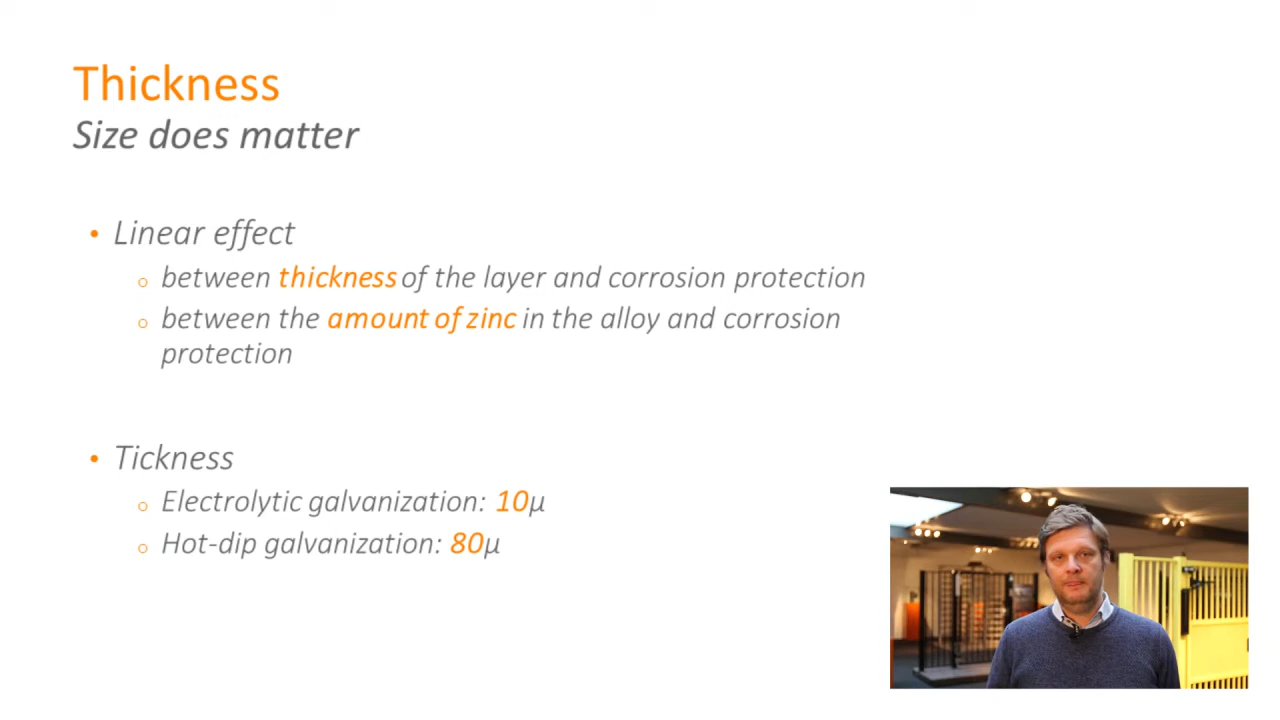 Thickness
Size does matter
• Linear effect
o between thickness of the layer and corrosion protection
o between the amount of zinc in the alloy and corrosion
protection
• Tickness
o Electrolytic galvanization: 10μ
o Hot-dip galvanization: 80μ